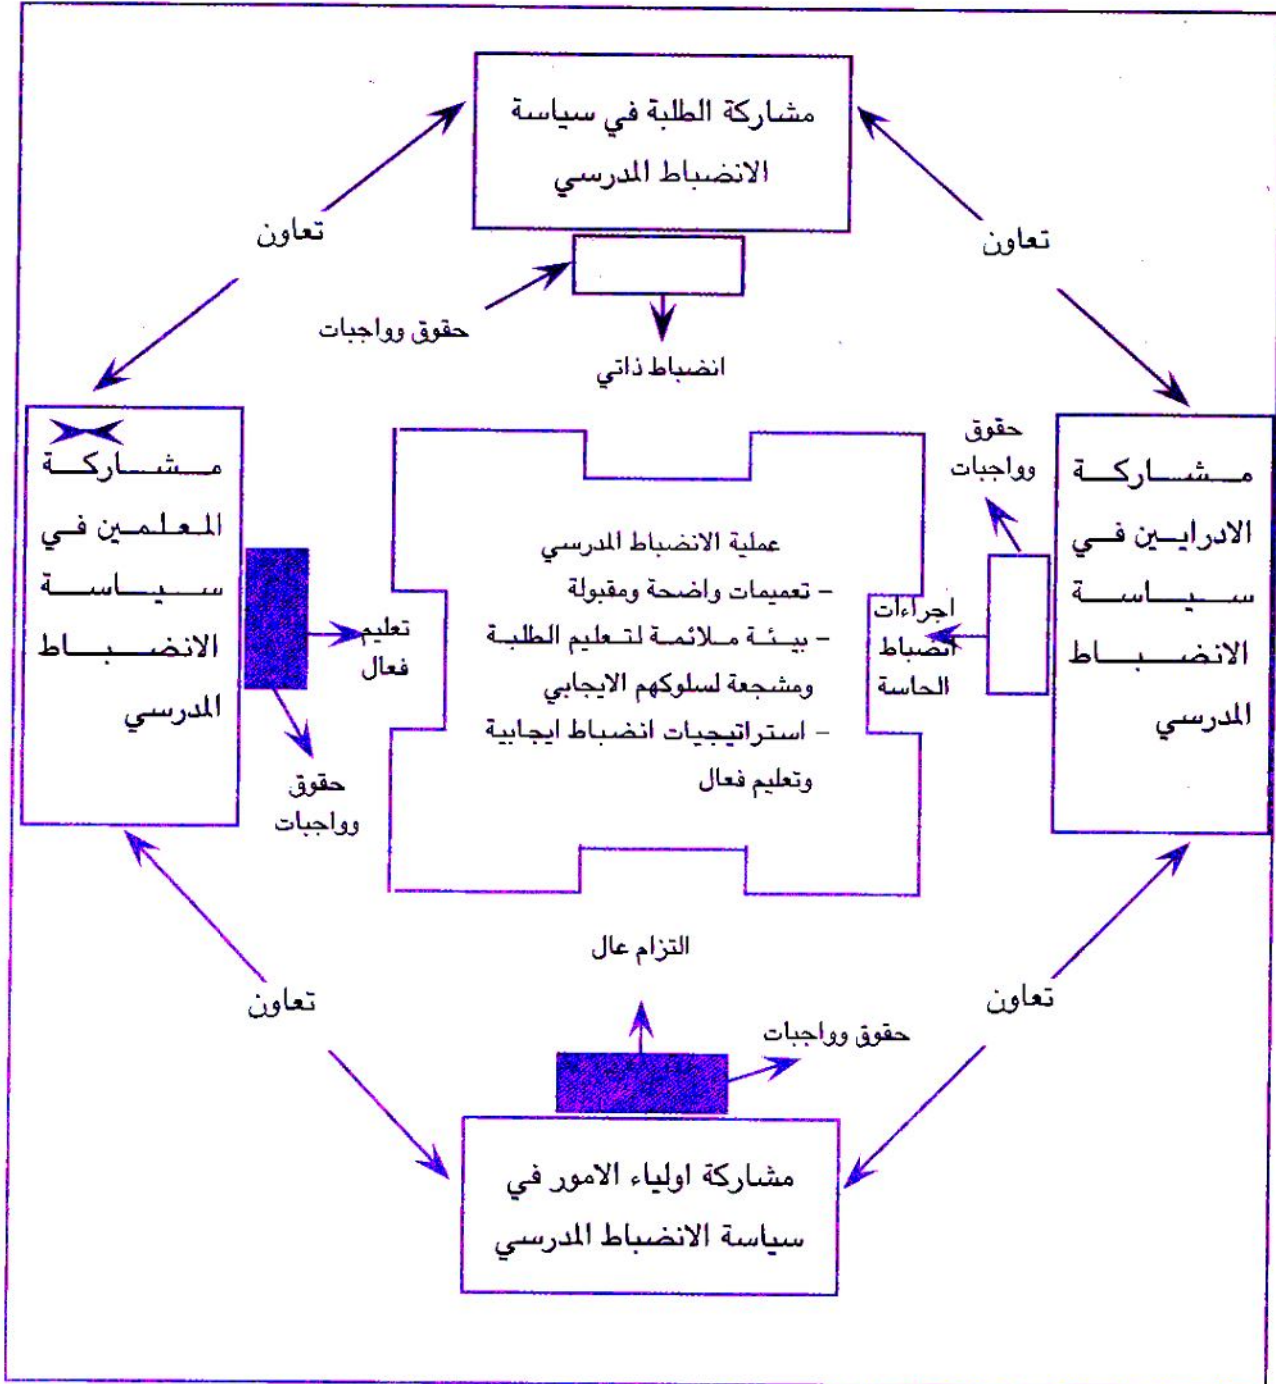 مشاركة الطلبة في سياسة
الانضباط المدرسي
تعاون
تعاون
حقوق وواجبات
انضباط ذاتي
حقوق
وواجبات
مشاركة
الادرايين في
سياسة
الانضباط
المدرسي
اجراءات
انضباط
الحاسة
عملية الانضباط المدرسي
– تعميمات واضحة ومقبولة
– بيئة ملائمة لتعليم الطلبة
ومشجعة لسلوكهم الايجابي
– استراتيجيات انضباط ايجابية
وتعليم فعال
تعليم
فعال
مشاركة
المعلمين في
سياسة
الانضباط
المدرسي
حقوق
وواجبات
التزام عال
تعاون
تعاون
حقوق وواجبات
مشاركة اولياء الامور في
سياسة الانضباط المدرسي